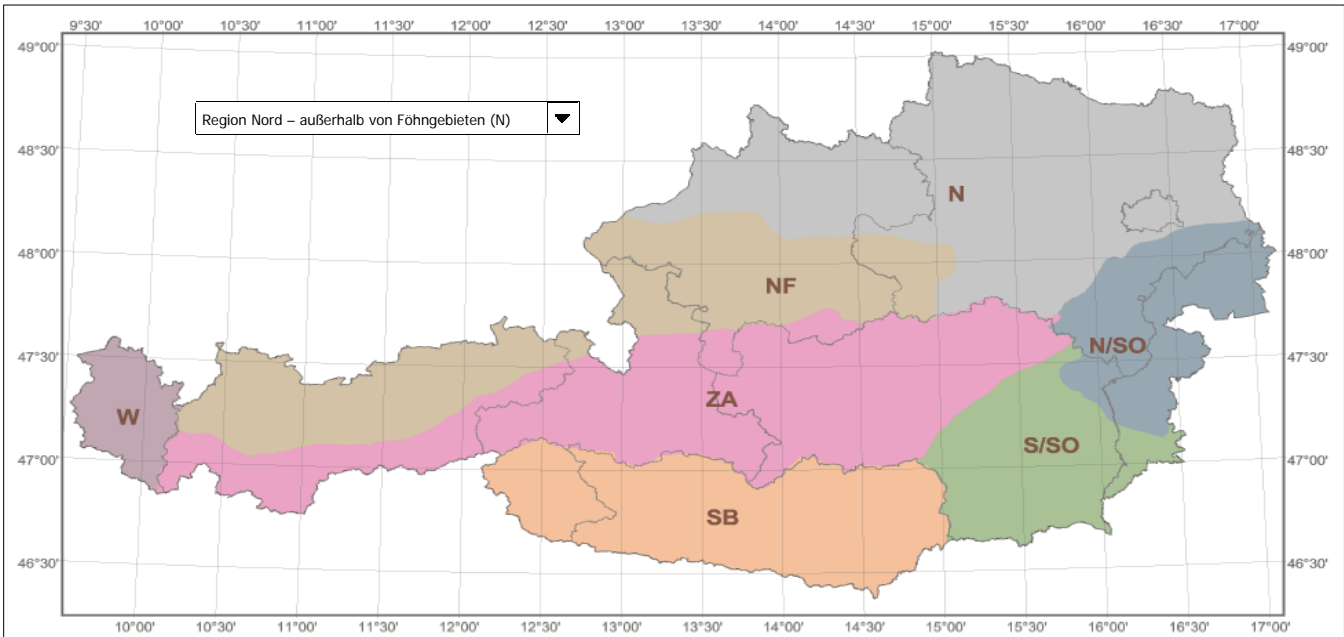 9°30' 10°00' 10°30' 11°00' 11°30' 12°00' 12°30' 13°00' 13°30' 14°00' 14°30' 15°00' 15°30' 16°00' 16°30' 17°00'
49°00' 49°00'
Region Nord – außerhalb von Föhngebieten (N)
48°30' 48°30'
N
48°00' 48°00'
NF
47°30' N/SO 47°30'
W ZA
47°00' S/SO 47°00'
SB
46°30' 46°30'
10°00' 10°30' 11°00' 11°30' 12°00' 12°30' 13°00' 13°30' 14°00' 14°30' 15°00' 15°30' 16°00' 16°30' 17°00'